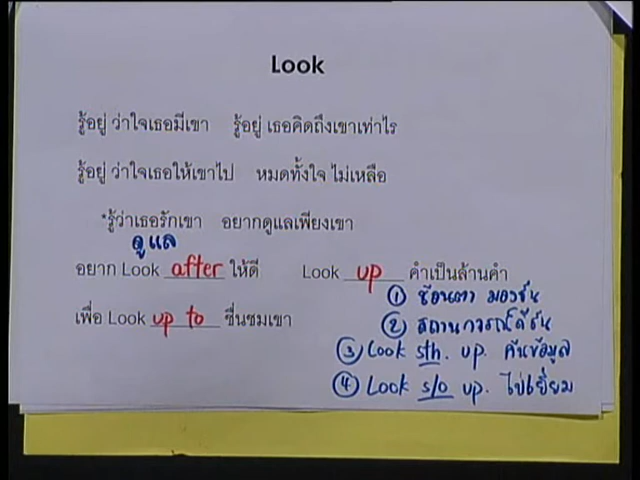 Look
รู้อยู่ ว่าใจเธอมีเขา รู้อยู่ เธอคิดถึงเขาเท่าไร
รู้อยู่ ว่าใจเธอให้เขาไป หมดทั้งใจ ไม่เหลือ
*รู้ว่าเธอรักเขา อยากดูแลเพียงเขา
ดูแล
อยาก Look after ให้ดี Look up คำเป็นล้านคำ
① ช้อนตา มองขึ้น
เพื่อ Look up to ชื่นชมเขา
② สถานการณ์ดีขึ้น
③ Look sth. up. ค้นข้อมูล
④ Look s/o up. ไปเยี่ยม